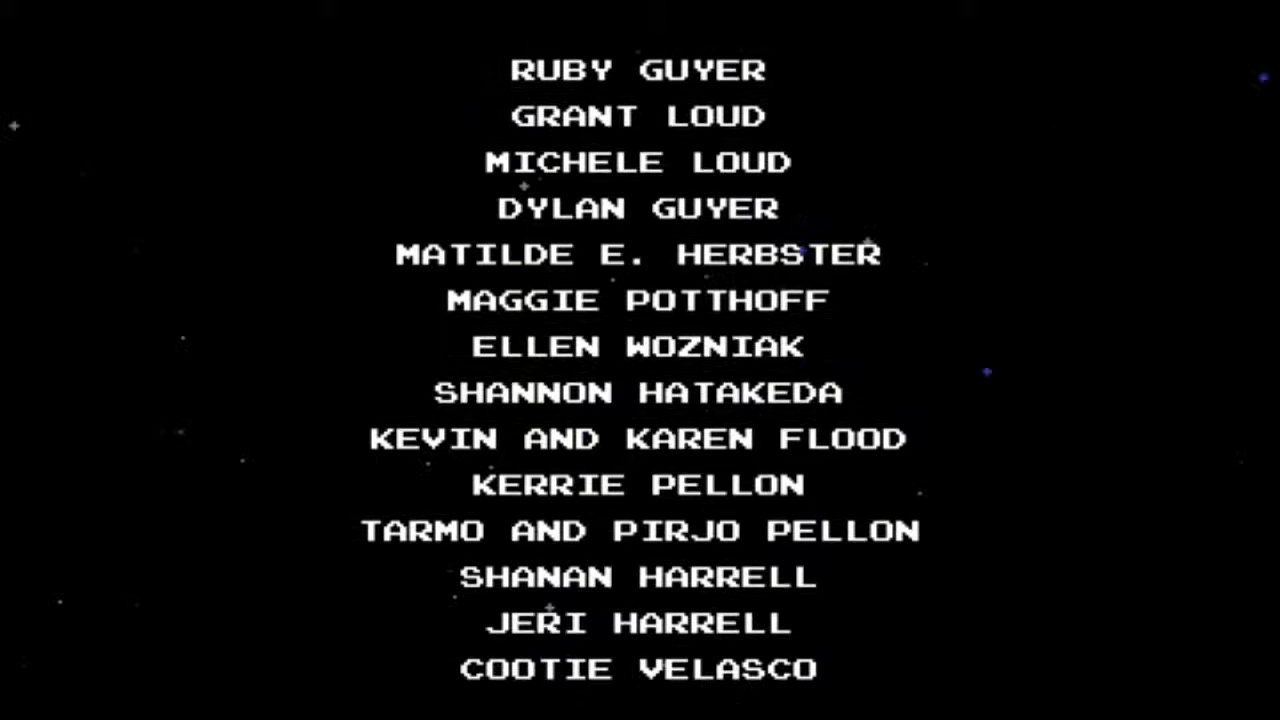 RUBY GUYER
GRANT LOUD
MICHELE LOUD
DYLAN GUYER
MATILDE E. HERBSTER
MAGGIE POTTHOFF
ELLEN WOZNIAK
SHANNON HATAKEDA
KEVIN AND KAREN FLOOD
KERRIE PELLON
TARMO AND PIRJO PELLON
SHANAN HARRELL
JERI HARRELL
COOTIE VELASCO